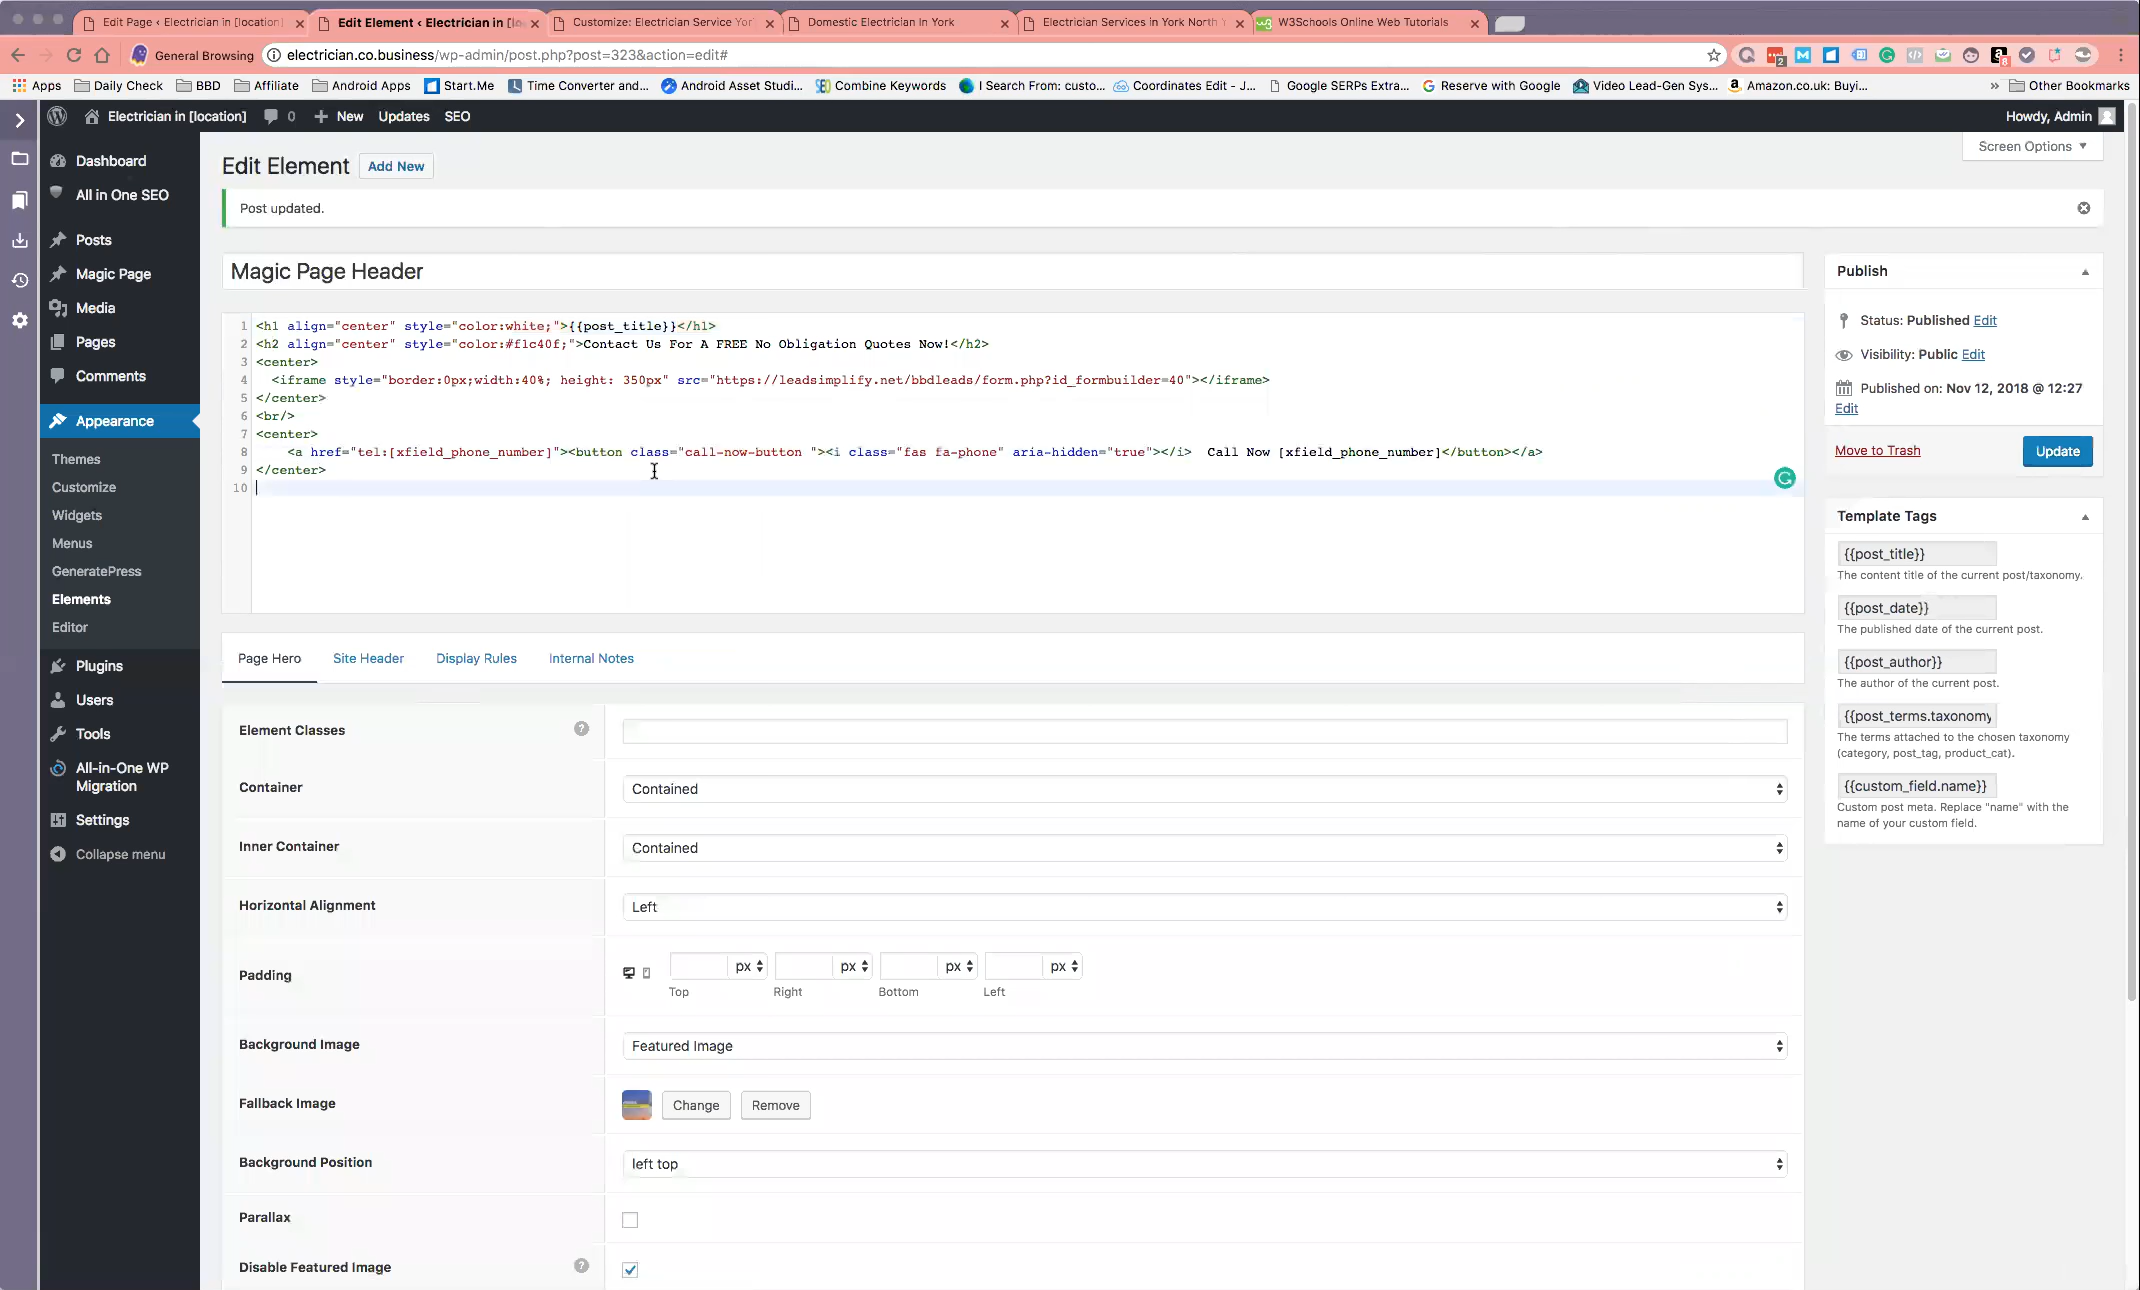 Edit Page ‹ Electrician in [location]
Edit Element ‹ Electrician in [lo
Customize: Electrician Service Yor
Domestic Electrician In York
Electrician Services in York North Y
W3Schools Online Web Tutorials
General Browsing
electrician.co.business/wp-admin/post.php?post=323&action=edit#
Apps
Daily Check
BBD
Affiliate
Android Apps
Start.Me
Time Converter and...
Android Asset Studi...
Combine Keywords
I Search From: custo...
Coordinates Edit - J...
Google SERPs Extra...
Reserve with Google
Video Lead-Gen Sys...
Amazon.co.uk: Buyi...
»
Other Bookmarks
Electrician in [location]
0
New
Updates
SEO
Howdy, Admin
Dashboard
All in One SEO
Posts
Magic Page
Media
Pages
Comments
Appearance
Themes
Customize
Widgets
Menus
GeneratePress
Elements
Editor
Plugins
Users
Tools
All-in-One WP
Migration
Settings
Collapse menu
Screen Options
Edit Element
Add New
Post updated.
Magic Page Header
1 <h1 align="center" style="color:white;">{{post_title}}</h1>
2 <h2 align="center" style="color:#f1c40f;">Contact Us For A FREE No Obligation Quotes Now!</h2>
3 <center>
4 <iframe style="border:0px;width:40%; height: 350px" src="https://leadsimplify.net/bbdleads/form.php?id_formbuilder=40"></iframe>
5 </center>
6 <br/>
7 <center>
8 <a href="tel:[xfield_phone_number]"><button class="call-now-button "><i class="fas fa-phone" aria-hidden="true"></i> Call Now [xfield_phone_number]</button></a>
9 </center>
10
Page Hero
Site Header
Display Rules
Internal Notes
Element Classes
?
Container
Contained
Inner Container
Contained
Horizontal Alignment
Left
Padding
px
px
px
px
Top
Right
Bottom
Left
Background Image
Featured Image
Fallback Image
Change
Remove
Background Position
left top
Parallax
Disable Featured Image
?
Publish
Status: Published Edit
Visibility: Public Edit
Published on: Nov 12, 2018 @ 12:27
Edit
Move to Trash
Update
Template Tags
{{post_title}}
The content title of the current post/taxonomy.
{{post_date}}
The published date of the current post.
{{post_author}}
The author of the current post.
{{post_terms.taxonomy
The terms attached to the chosen taxonomy
(category, post_tag, product_cat).
{{custom_field.name}}
Custom post meta. Replace "name" with the
name of your custom field.